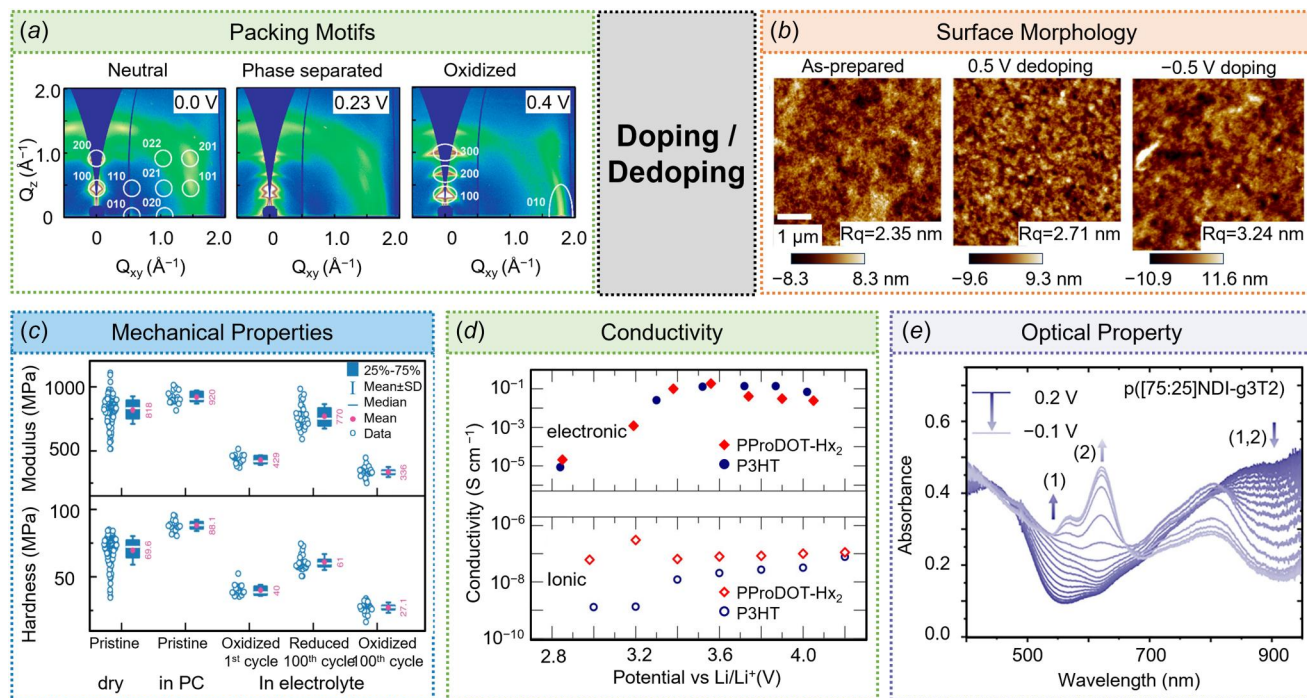 (a) Packing Motifs
Neutral
Phase separated
Oxidized
0.0 V
0.23 V
0.4 V
2.0
1.0
0
Q_z (Å⁻¹)
200
022
201
100
110
021
101
010
020
300
200
100
010
0 1.0 2.0
0 1.0 2.0
0 1.0 2.0
Q_xy (Å⁻¹)
Q_xy (Å⁻¹)
Q_xy (Å⁻¹)
Doping /
Dedoping
(b) Surface Morphology
As-prepared
0.5 V dedoping
−0.5 V doping
1 µm
Rq=2.35 nm
Rq=2.71 nm
Rq=3.24 nm
−8.3 8.3 nm
−9.6 9.3 nm
−10.9 11.6 nm
(c) Mechanical Properties
Modulus (MPa)
1000
500
25%-75%
Mean±SD
Median
Mean
Data
818
920
429
770
336
Hardness (MPa)
100
50
69.6
88.1
40
61
27.1
Pristine
Pristine
Oxidized
1st cycle
Reduced
100th cycle
Oxidized
100th cycle
dry
in PC
In electrolyte
(d) Conductivity
Conductivity (S cm⁻¹)
10⁻¹
10⁻³
10⁻⁵
10⁻⁶
10⁻⁸
10⁻¹⁰
electronic
PProDOT-Hx₂
P3HT
Ionic
PProDOT-Hx₂
P3HT
2.8 3.2 3.6 4.0
Potential vs Li/Li⁺(V)
(e) Optical Property
p([75:25]NDI-g3T2)
0.2 V
−0.1 V
(1)
(2)
(1,2)
Absorbance
0.6
0.4
0.2
0.0
500 700 900
Wavelength (nm)